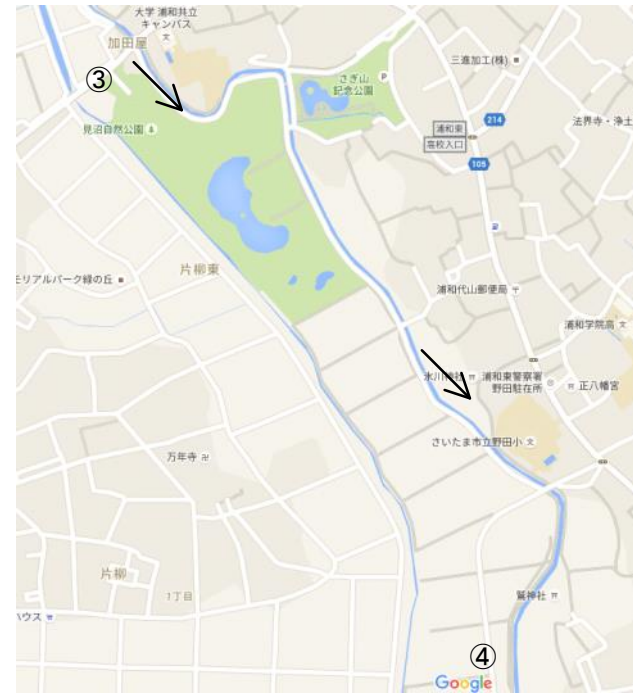 大学 浦和共立
キャンパス
文
加田屋
③
さぎ山
記念公園
P
三進加工(株)
見沼自然公園
214
浦和東
高校入口
法界寺・浄土
105
片柳東
モリアルパーク緑の丘
浦和代山郵便局
浦和学院高 文
氷川神社
浦和東警察署
野田駐在所
正八幡宮
さいたま市立野田小 文
万年寺 卍
片柳
1丁目
鷲神社
ハウス
④
Google